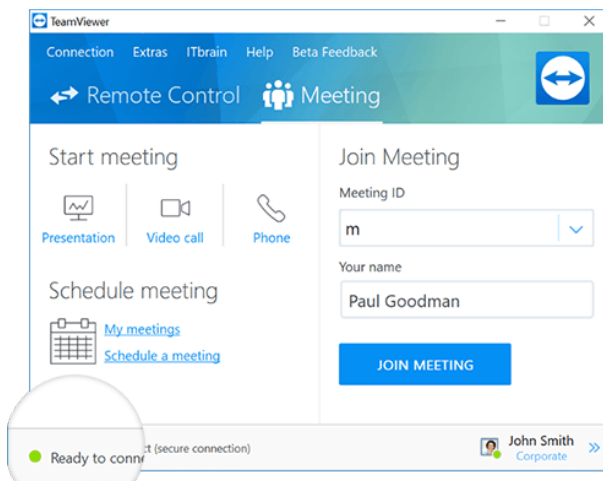 TeamViewer
Connection Extras ITbrain Help Beta Feedback
Remote Control Meeting
Start meeting
Presentation Video call Phone
Schedule meeting
My meetings
Schedule a meeting
Join Meeting
Meeting ID
m
Your name
Paul Goodman
JOIN MEETING
Ready to conne ct (secure connection)
John Smith
Corporate